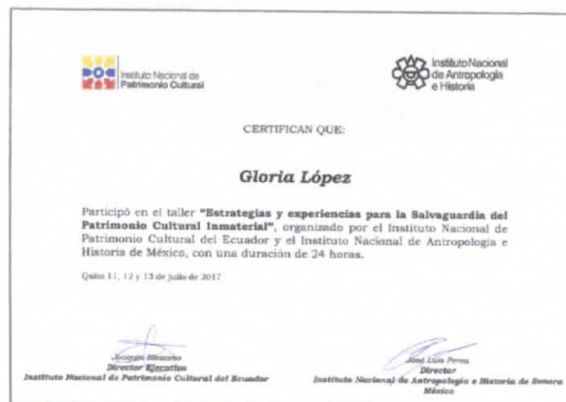 Instituto Nacional de
Patrimonio Cultural
Instituto Nacional
de Antropología
e Historia
CERTIFICAN QUE:
Gloria López
Participó en el taller "Estrategias y experiencias para la Salvaguardia del
Patrimonio Cultural Inmaterial", organizado por el Instituto Nacional de
Patrimonio Cultural del Ecuador y el Instituto Nacional de Antropología e
Historia de México, con una duración de 24 horas.
Quito 11, 12 y 13 de julio de 2017
Joaquín
Director Ejecutivo
Instituto Nacional de Patrimonio Cultural del Ecuador
José Luis Perea
Director
Instituto Nacional de Antropología e Historia de Sonora
México